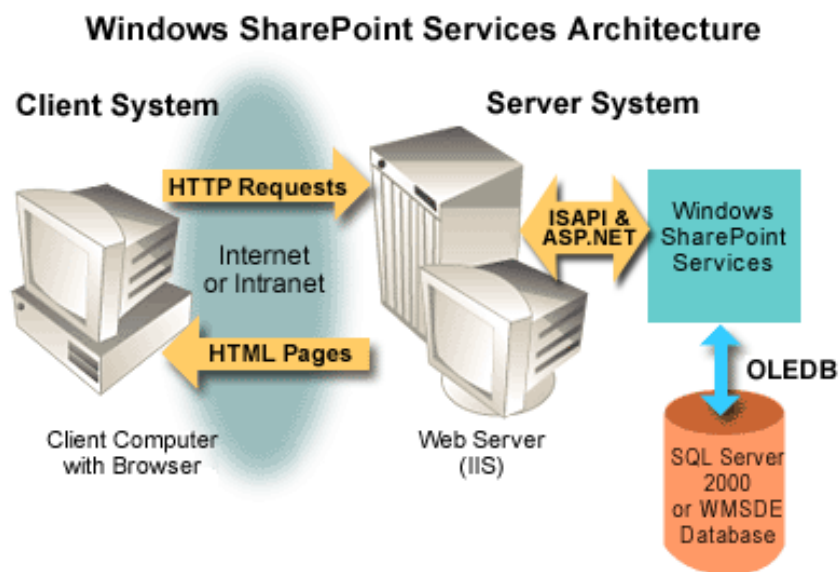 Windows SharePoint Services Architecture
Client System
Server System
HTTP Requests
Internet
or Intranet
HTML Pages
Client Computer
with Browser
Web Server
(IIS)
ISAPI &
ASP.NET
Windows
SharePoint
Services
OLEDB
SQL Server
2000
or WMSDE
Database